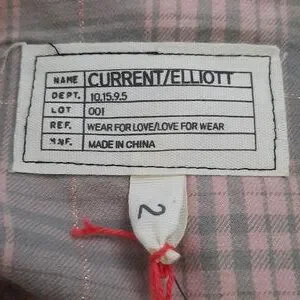 NAME CURRENT/ELLIOTT
DEPT. 10.15.9.5
LOT 001
REF. WEAR FOR LOVE/LOVE FOR WEAR
MNF. MADE IN CHINA
2